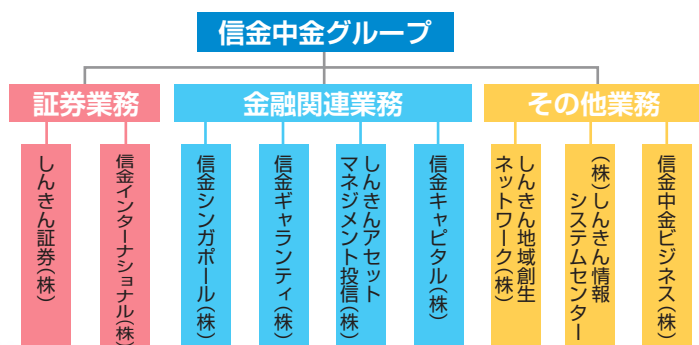 信金中金グループ
証券業務
金融関連業務
その他業務
しんきん証券(株)
信金インターナショナル(株)
信金シンガポール(株)
信金ギャランティ(株)
しんきんアセット
マネジメント投信(株)
信金キャピタル(株)
しんきん地域創生
ネットワーク(株)
(株)しんきん情報
システムセンター
信金中金ビジネス(株)